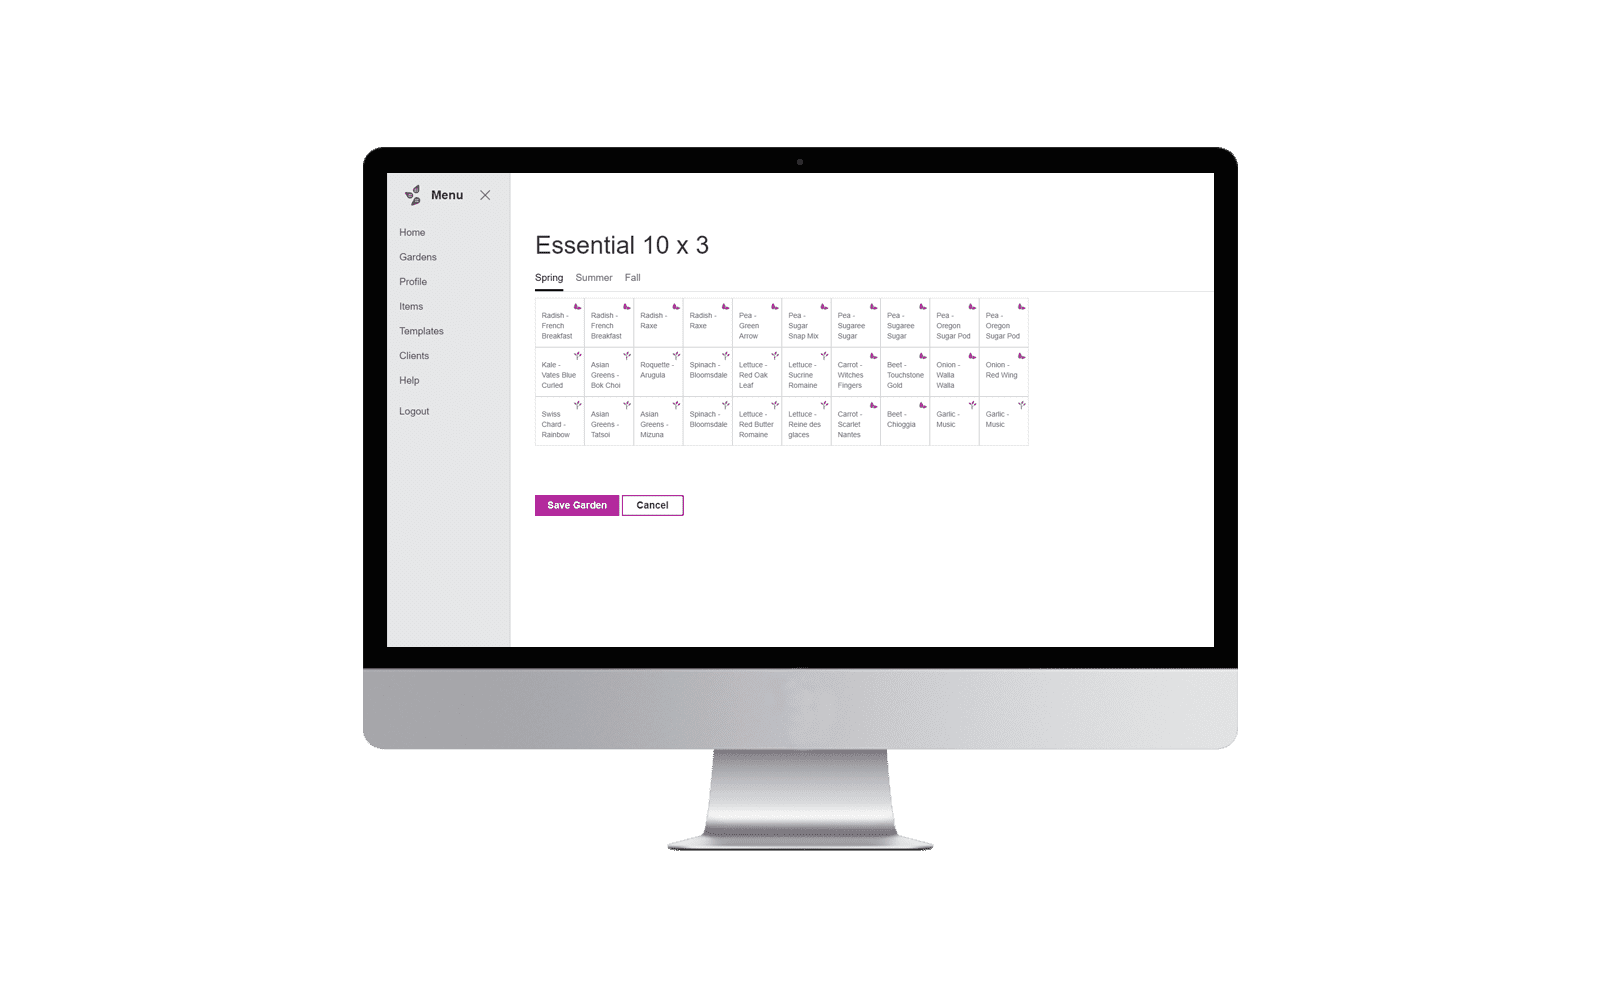 Menu
Home
Gardens
Profile
Items
Templates
Clients
Help
Logout
Essential 10 x 3
Spring Summer Fall
Radish - French Breakfast
Radish - French Breakfast
Radish - Raxe
Radish - Raxe
Pea - Green Arrow
Pea - Sugar Snap Mix
Pea - Sugaree Sugar
Pea - Sugaree Sugar
Pea - Oregon Sugar Pod
Pea - Oregon Sugar Pod
Kale - Vates Blue Curled
Asian Greens - Bok Choi
Roquette - Arugula
Spinach - Bloomsdale
Lettuce - Red Oak Leaf
Lettuce - Sucrine Romaine
Carrot - Witches Fingers
Beet - Touchstone Gold
Onion - Walla Walla
Onion - Red Wing
Swiss Chard - Rainbow
Asian Greens - Tatsoi
Asian Greens - Mizuna
Spinach - Bloomsdale
Lettuce - Red Butter Romaine
Lettuce - Reine des glaces
Carrot - Scarlet Nantes
Beet - Chioggia
Garlic - Music
Garlic - Music
Save Garden Cancel